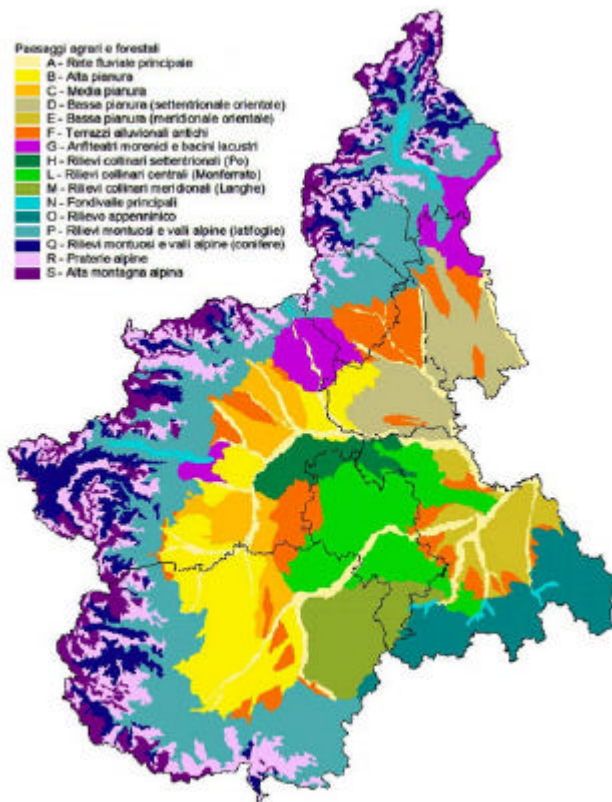 Paesaggi agrari e forestali
A - Rete fluviale principale
B - Alta pianura
C - Media pianura
D - Bassa pianura (settentrionale orientale)
E - Bassa pianura (meridionale orientale)
F - Terrazzi alluvionali antichi
G - Anfiteatri morenici e bacini lacustri
H - Rilievi collinari settentrionali (Po)
L - Rilievi collinari centrali (Monferrato)
M - Rilievi collinari meridionali (Langhe)
N - Fondivalle principali
O - Rilievo appenninico
P - Rilievi montuosi e valli alpine (latifoglie)
Q - Rilievi montuosi e valli alpine (conifere)
R - Praterie alpine
S - Alta montagna alpina